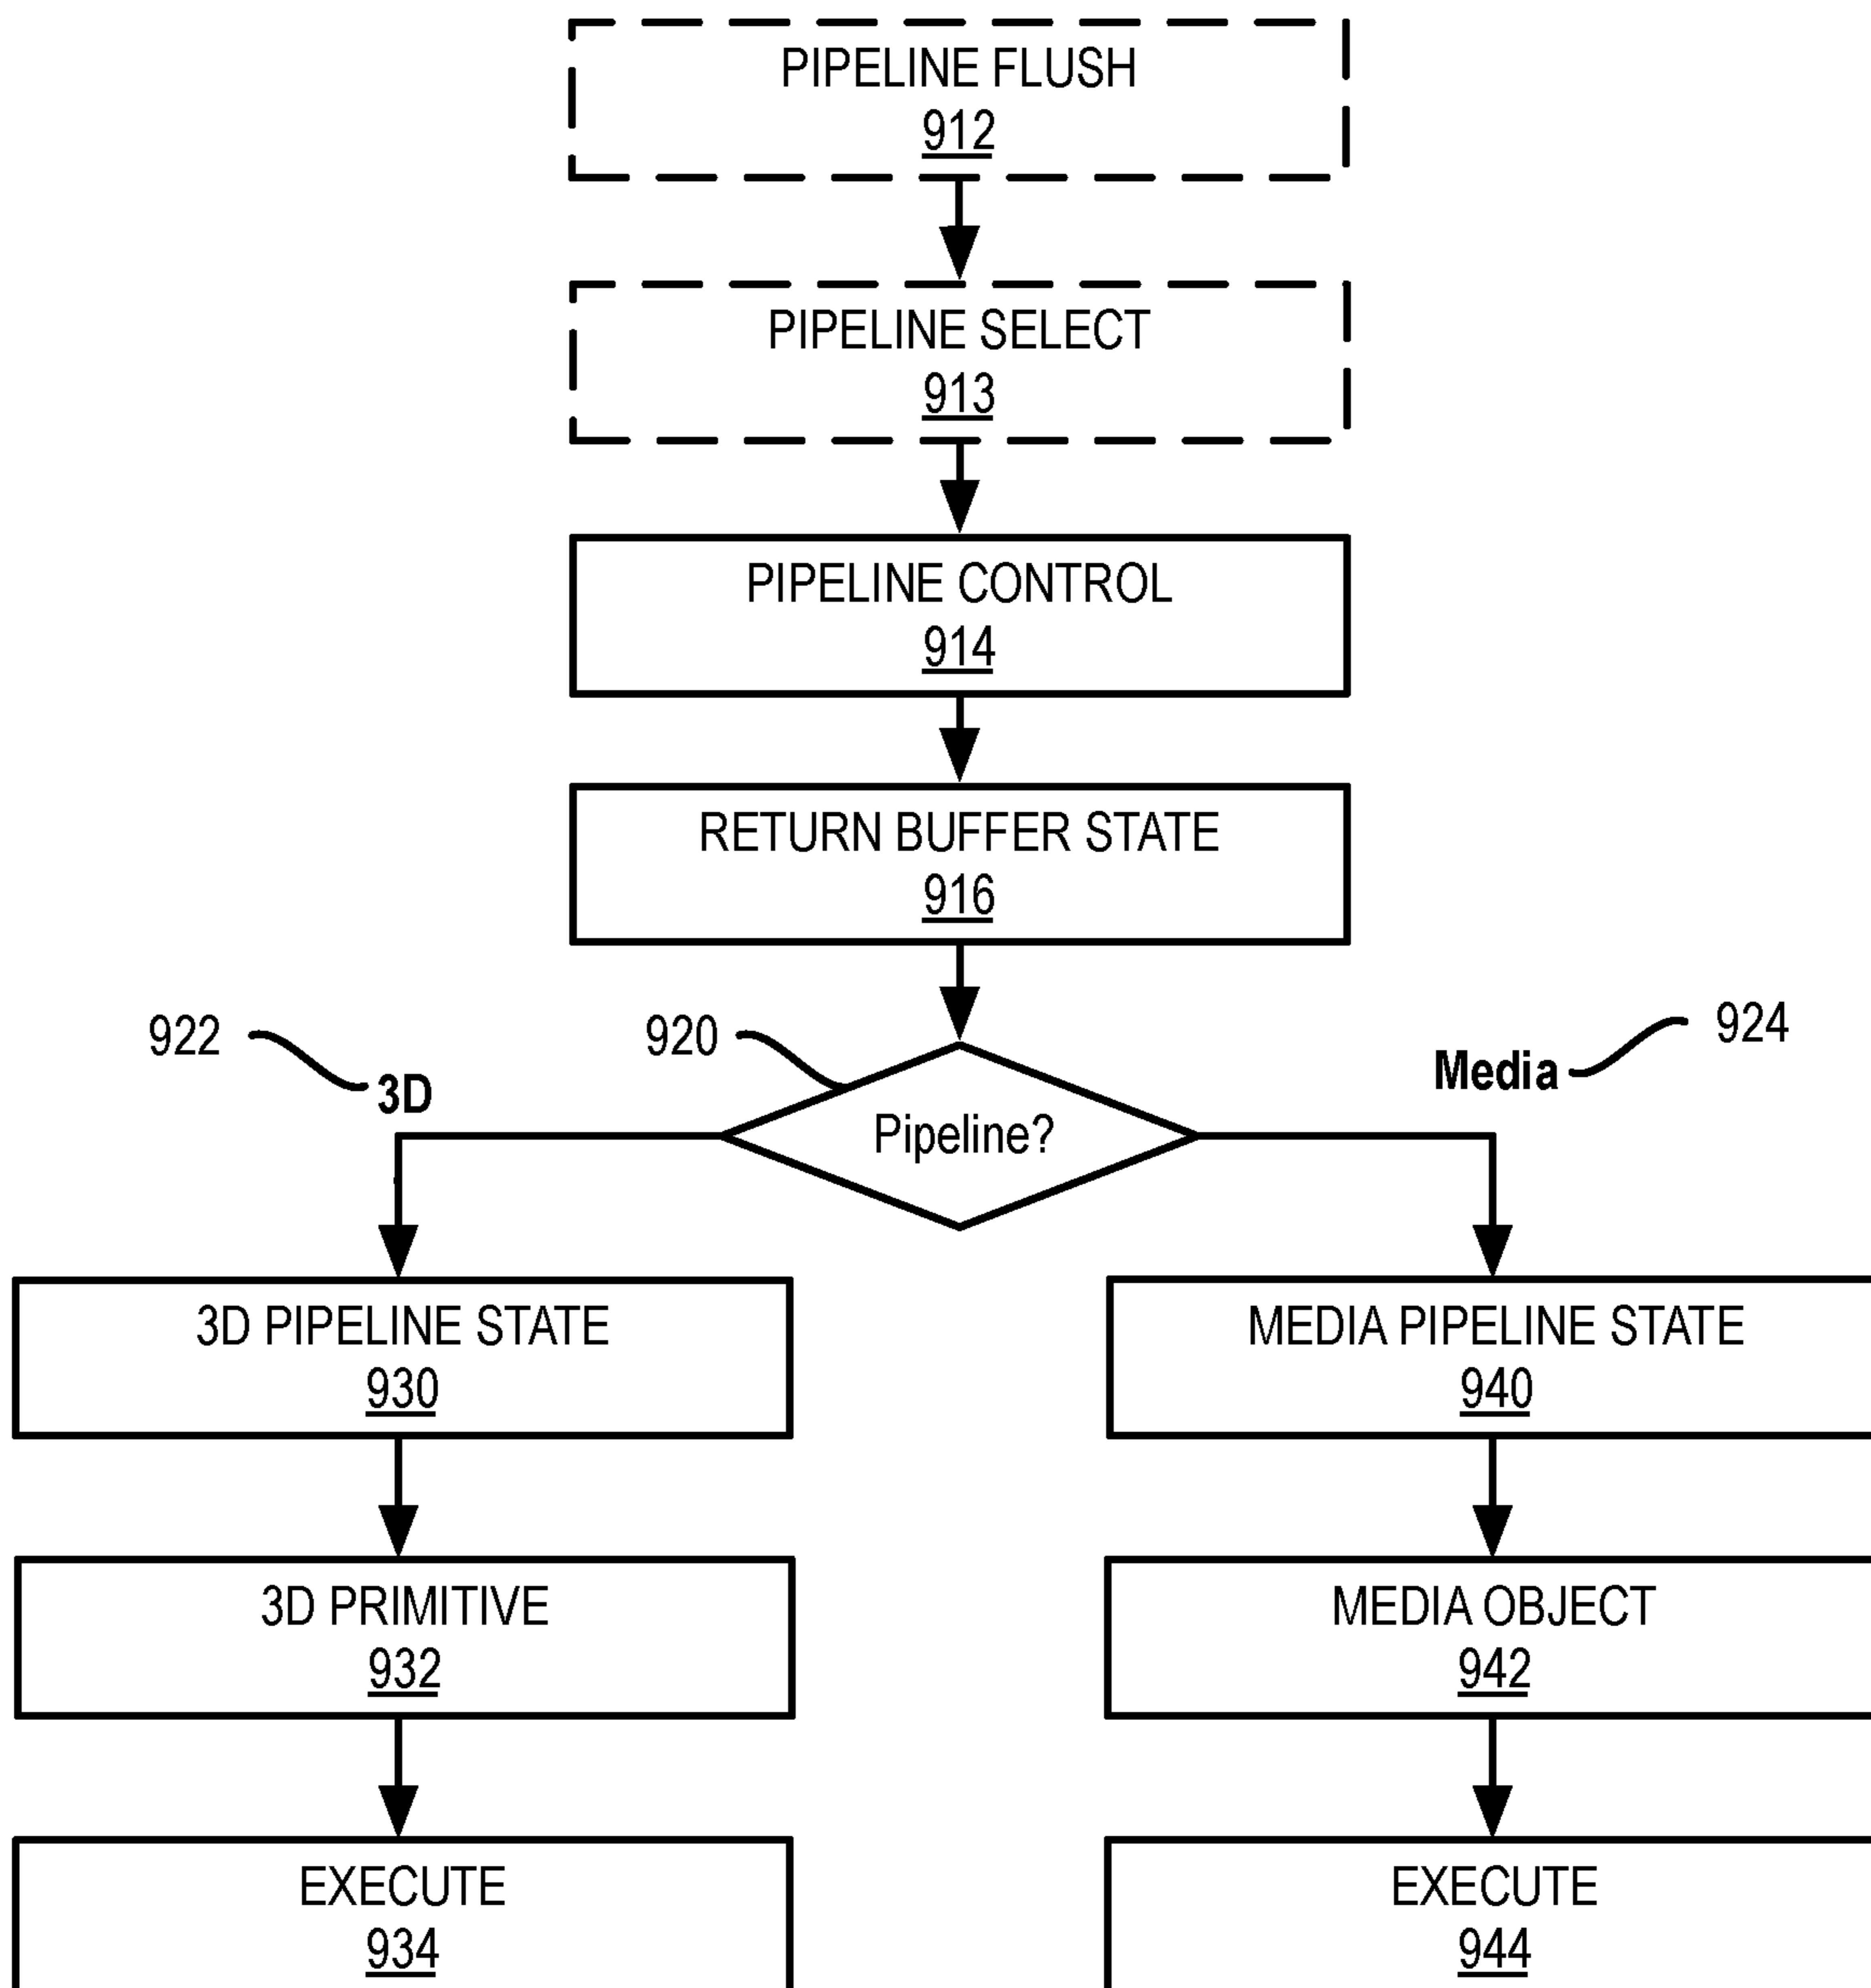 PIPELINE FLUSH
912
PIPELINE SELECT
913
PIPELINE CONTROL
914
RETURN BUFFER STATE
916
922
920
924
3D
Media
Pipeline?
3D PIPELINE STATE
930
MEDIA PIPELINE STATE
940
3D PRIMITIVE
932
MEDIA OBJECT
942
EXECUTE
934
EXECUTE
944